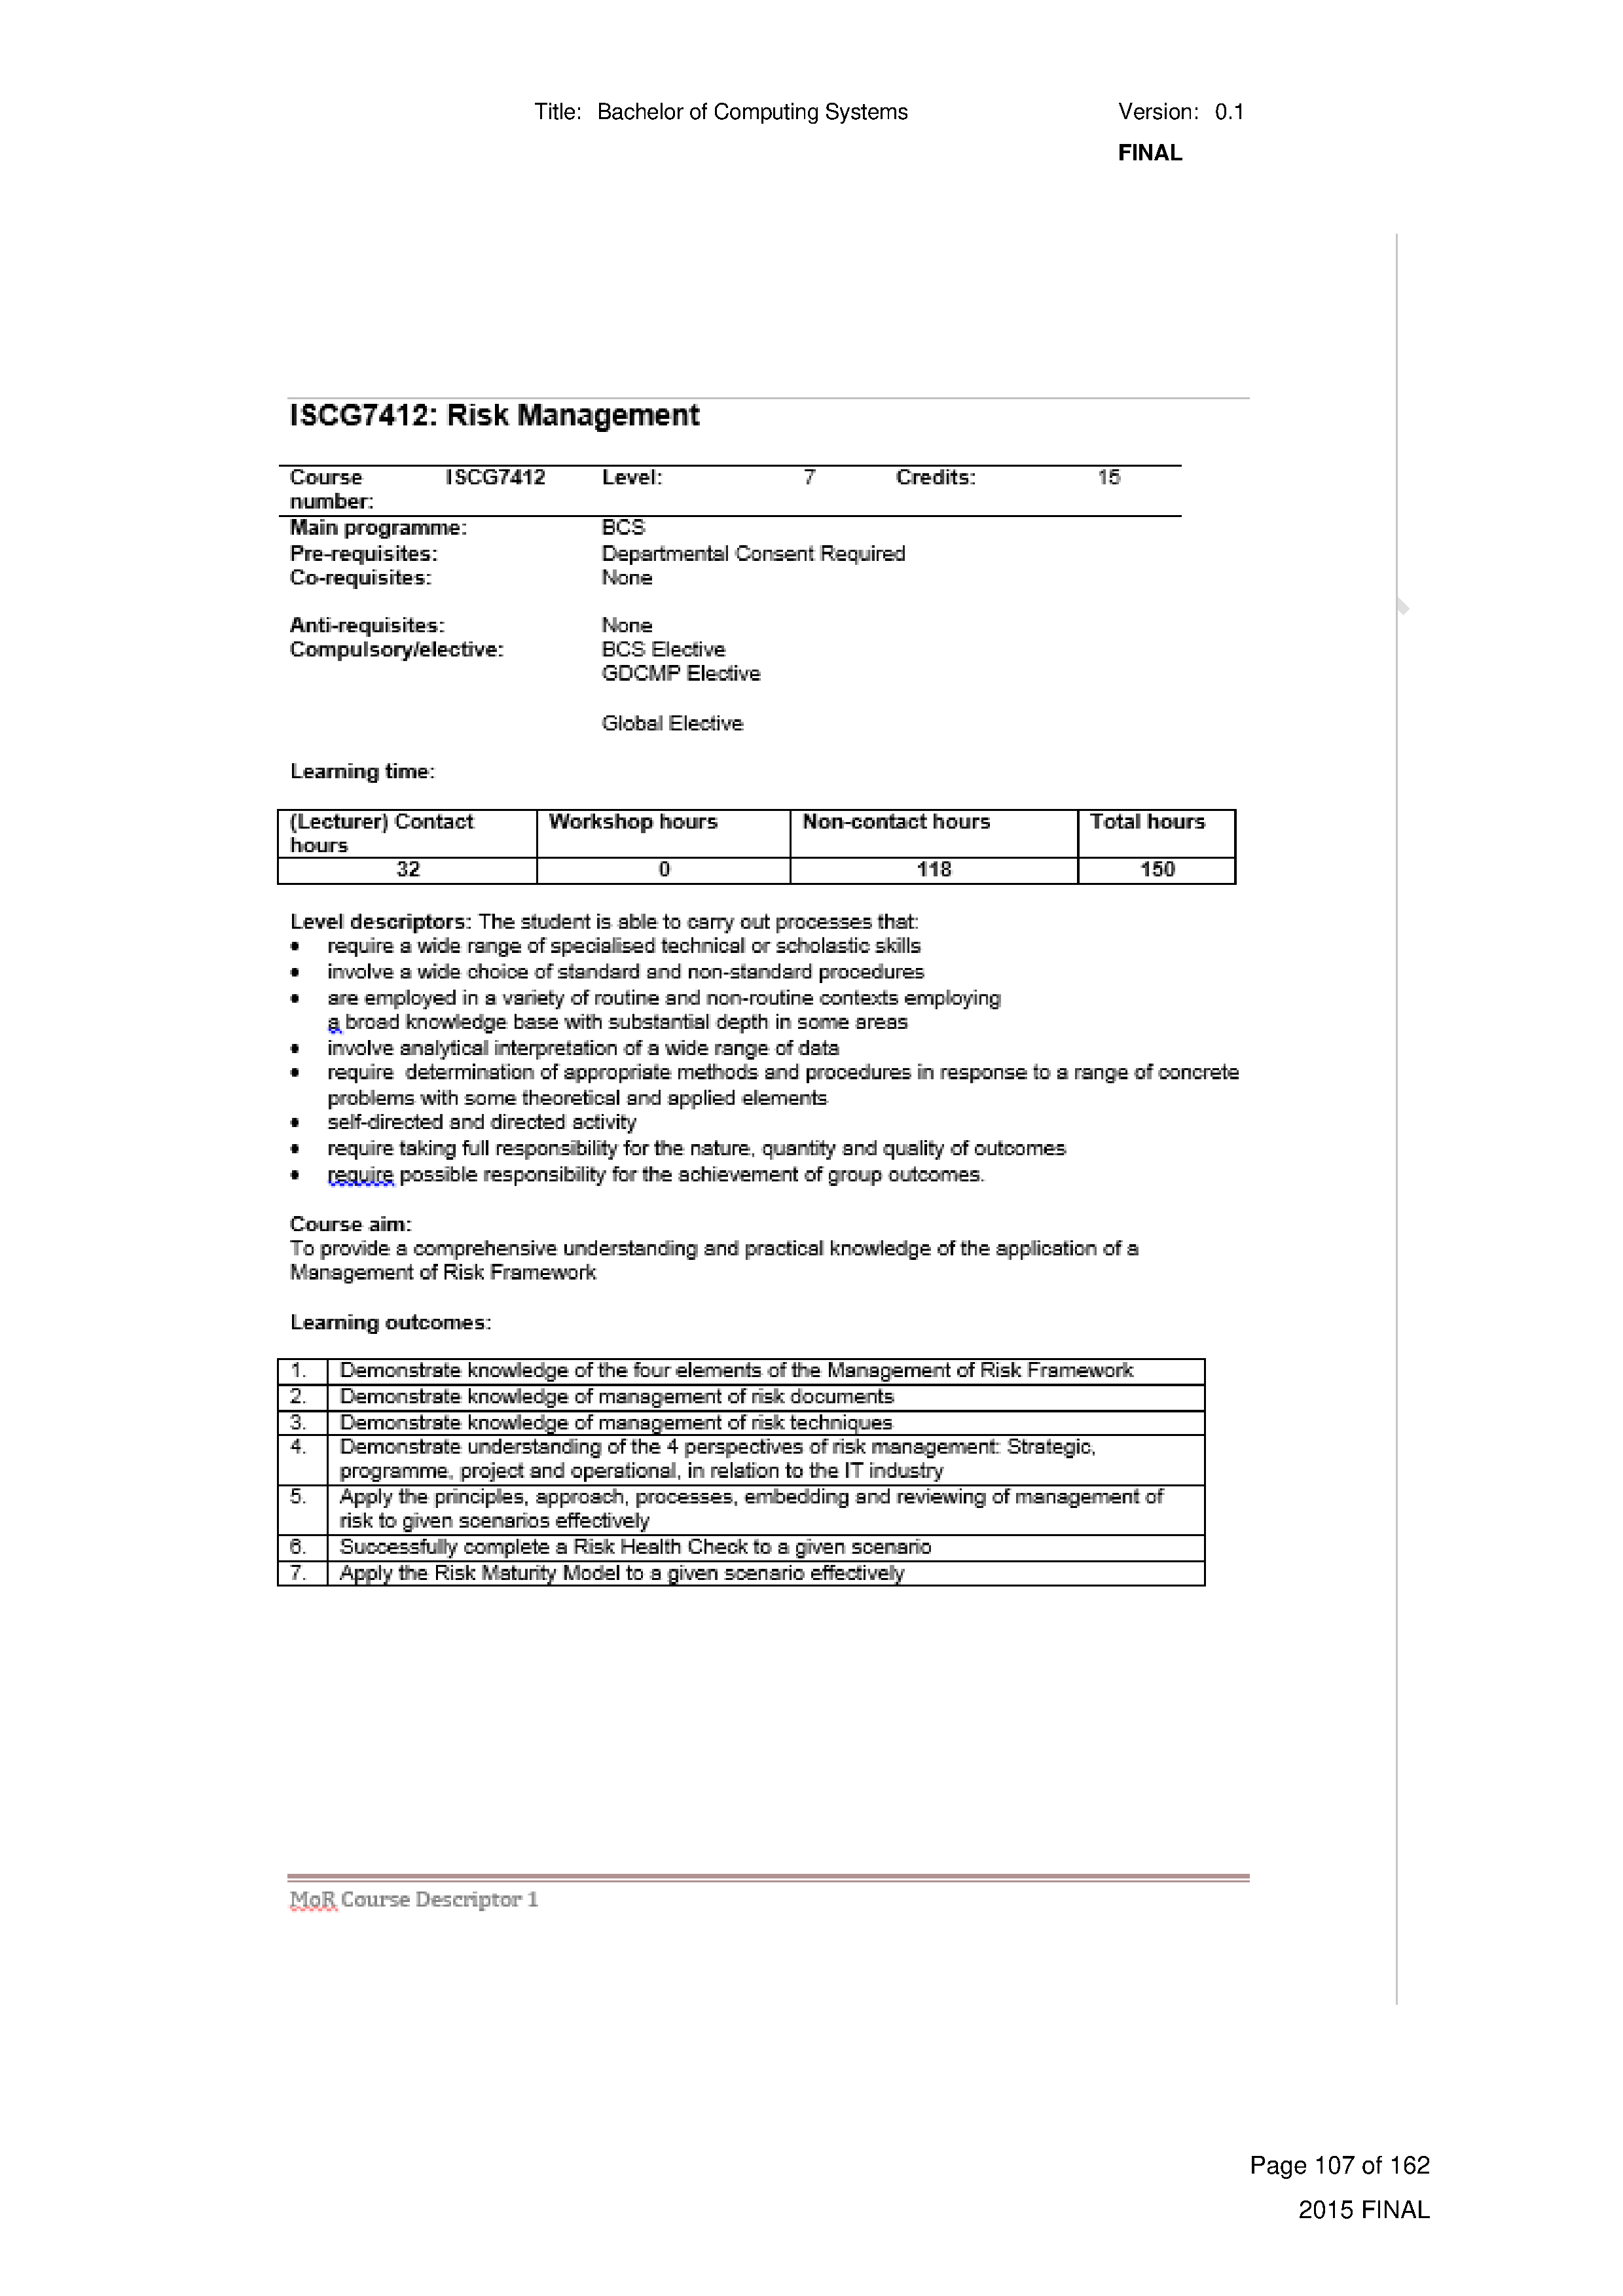 Title: Bachelor of Computing Systems Version: 0.1
FINAL
ISCG7412: Risk Management
Course ISCG7412 Level: 7 Credits: 15
number:
Main programme: BCS
Pre-requisites: Departmental Consent Required
Co-requisites: None
Anti-requisites: None
Compulsory/elective: BCS Elective
GDCMP Elective
Global Elective
Learning time:
(Lecturer) Contact Workshop hours Non-contact hours Total hours
hours
32 0 118 150
Level descriptors: The student is able to carry out processes that:
• require a wide range of specialised technical or scholastic skills
• involve a wide choice of standard and non-standard procedures
• are employed in a variety of routine and non-routine contexts employing
a broad knowledge base with substantial depth in some areas
• involve analytical interpretation of a wide range of data
• require determination of appropriate methods and procedures in response to a range of concrete
problems with some theoretical and applied elements
• self-directed and directed activity
• require taking full responsibility for the nature, quantity and quality of outcomes
• require possible responsibility for the achievement of group outcomes.
Course aim:
To provide a comprehensive understanding and practical knowledge of the application of a
Management of Risk Framework
Learning outcomes:
1. Demonstrate knowledge of the four elements of the Management of Risk Framework
2. Demonstrate knowledge of management of risk documents
3. Demonstrate knowledge of management of risk techniques
4. Demonstrate understanding of the 4 perspectives of risk management: Strategic,
programme, project and operational, in relation to the IT industry
5. Apply the principles, approach, processes, embedding and reviewing of management of
risk to given scenarios effectively
6. Successfully complete a Risk Health Check to a given scenario
7. Apply the Risk Maturity Model to a given scenario effectively
MoR Course Descriptor 1
Page 107 of 162
2015 FINAL